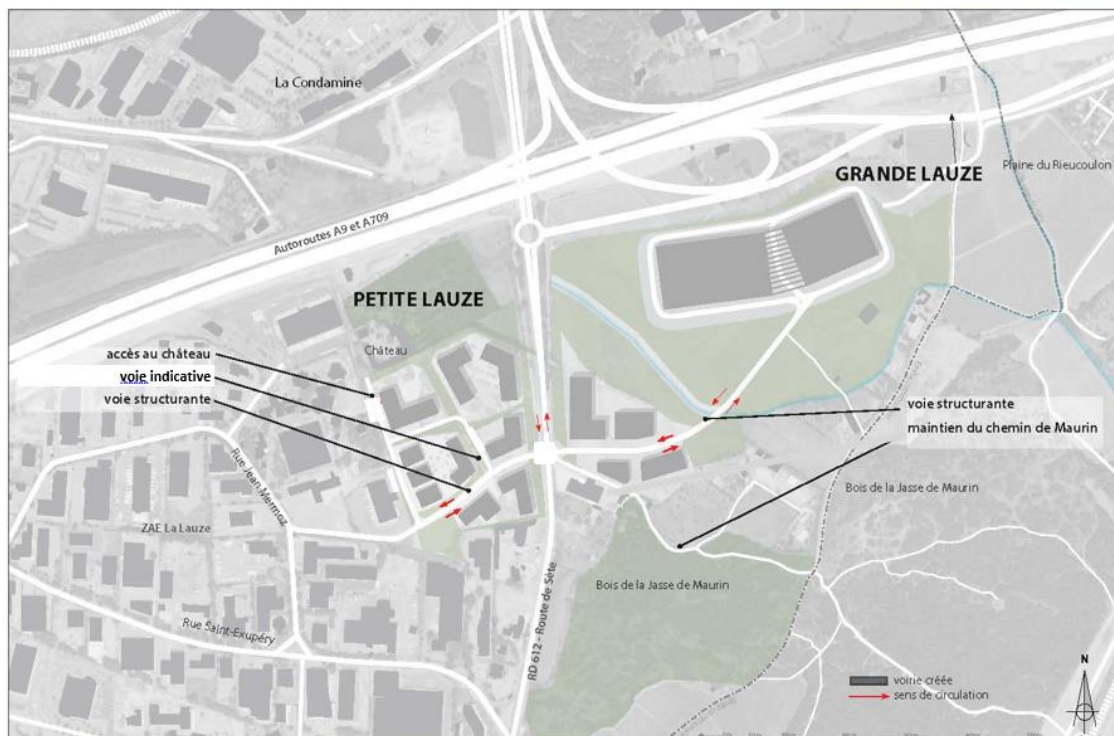 La Condamine
Plaine du Rieucoulon
GRANDE LAUZE
Autoroutes A9 et A709
PETITE LAUZE
Château
accès au château
voie indicative
voie structurante
voie structurante
maintien du chemin de Maurin
Rue Jean Mermoz
ZAE La Lauze
Bois de la Jasse de Maurin
Bois de la Jasse de Maurin
Rue Saint-Exupéry
RD 612 - Route de Sète
N
voirie créée
sens de circulation